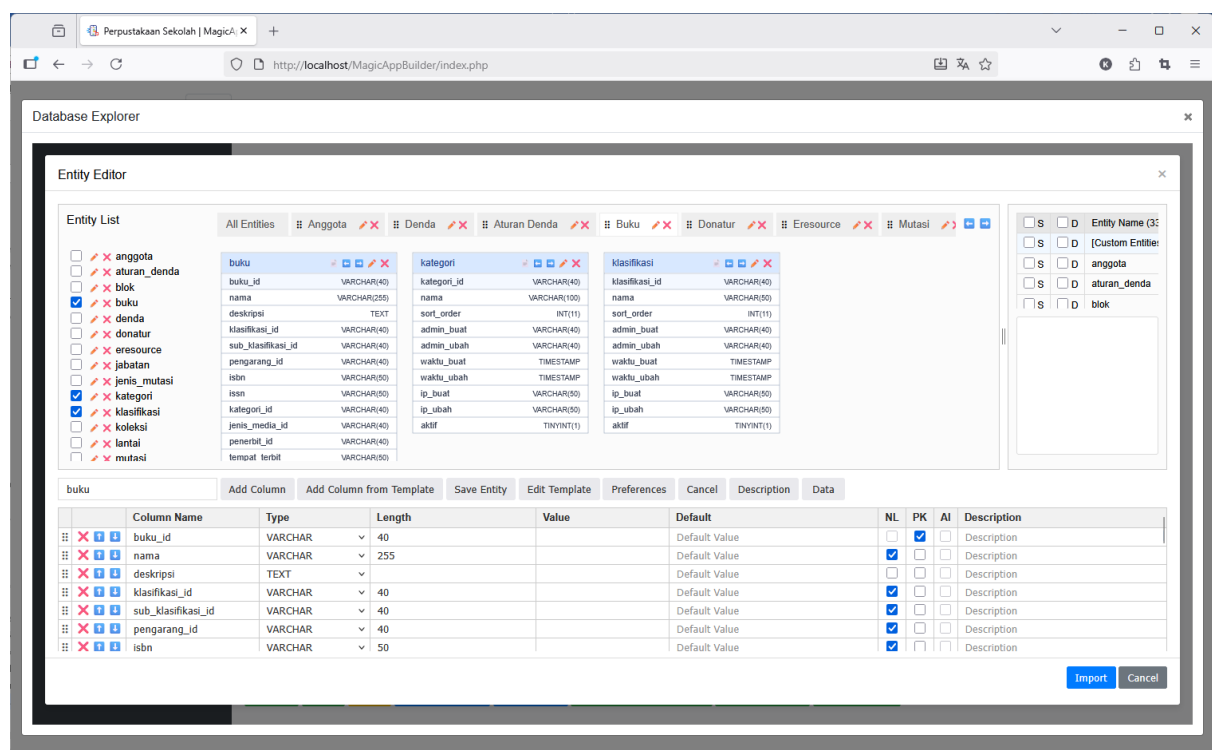 Perpustakaan Sekolah | MagicA
http://localhost/MagicAppBuilder/index.php
K
Database Explorer
Entity Editor
Entity List
anggota
aturan_denda
blok
buku
denda
donatur
eresource
jabatan
jenis_mutasi
kategori
klasifikasi
koleksi
lantai
mutasi
All Entities Anggota Denda Aturan Denda Buku Donatur Eresource Mutasi
buku
buku_id VARCHAR(40)
nama VARCHAR(255)
deskripsi TEXT
klasifikasi_id VARCHAR(40)
sub_klasifikasi_id VARCHAR(40)
pengarang_id VARCHAR(40)
isbn VARCHAR(50)
issn VARCHAR(50)
kategori_id VARCHAR(40)
jenis_media_id VARCHAR(40)
penerbit_id VARCHAR(40)
tempat_terbit VARCHAR(50)
kategori
kategori_id VARCHAR(40)
nama VARCHAR(100)
sort_order INT(11)
admin_buat VARCHAR(40)
admin_ubah VARCHAR(40)
waktu_buat TIMESTAMP
waktu_ubah TIMESTAMP
ip_buat VARCHAR(50)
ip_ubah VARCHAR(50)
aktif TINYINT(1)
klasifikasi
klasifikasi_id VARCHAR(40)
nama VARCHAR(50)
sort_order INT(11)
admin_buat VARCHAR(40)
admin_ubah VARCHAR(40)
waktu_buat TIMESTAMP
waktu_ubah TIMESTAMP
ip_buat VARCHAR(50)
ip_ubah VARCHAR(50)
aktif TINYINT(1)
S D Entity Name (33
S D [Custom Entities
S D anggota
S D aturan_denda
S D blok
buku Add Column Add Column from Template Save Entity Edit Template Preferences Cancel Description Data
Column Name Type Length Value Default NL PK AI Description
buku_id VARCHAR 40 Default Value Description
nama VARCHAR 255 Default Value Description
deskripsi TEXT Default Value Description
klasifikasi_id VARCHAR 40 Default Value Description
sub_klasifikasi_id VARCHAR 40 Default Value Description
pengarang_id VARCHAR 40 Default Value Description
isbn VARCHAR 50 Default Value Description
Import Cancel